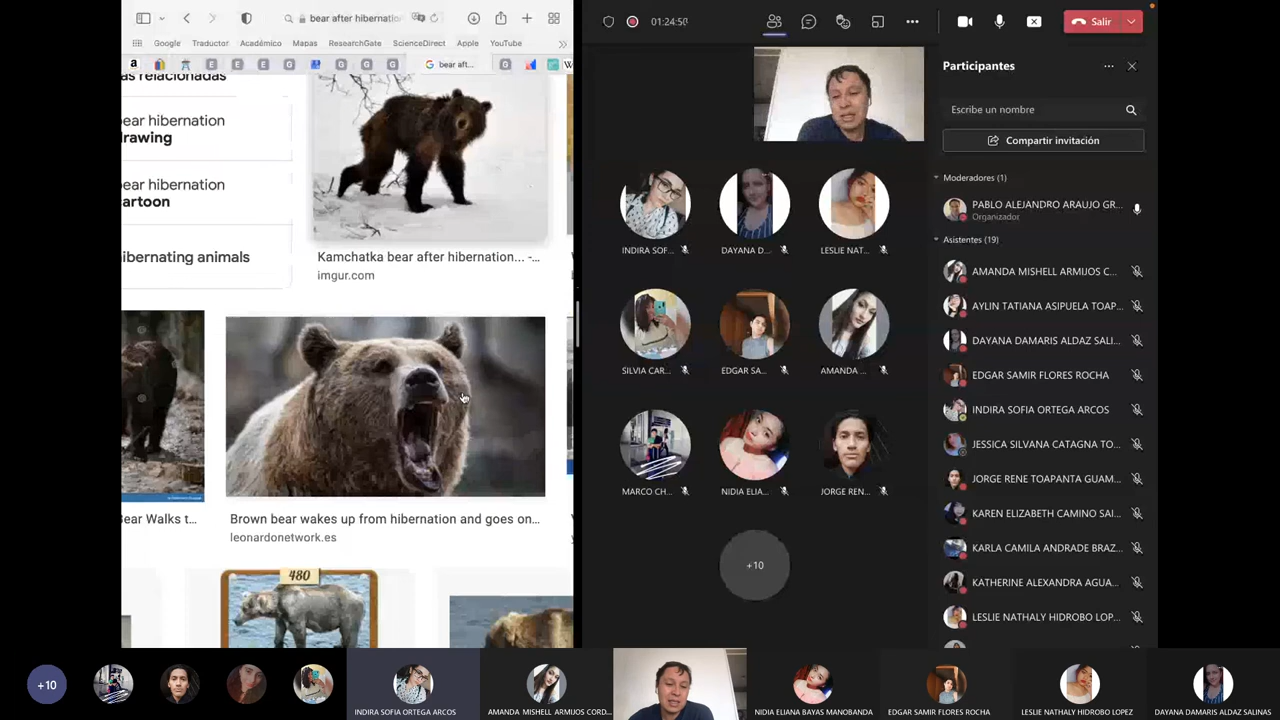 bear after hibernation
01:24:50
Salir
Google
Traductor
Académico
Mapas
ResearchGate
ScienceDirect
Apple
YouTube
bear aft...
as relacionadas
bear hibernation
drawing
bear hibernation
cartoon
hibernating animals
Kamchatka bear after hibernation... -...
imgur.com
Bear Walks t...
Brown bear wakes up from hibernation and goes on...
leonardonetwork.es
480
INDIRA SOF...
DAYANA D...
LESLIE NAT...
SILVIA CAR...
EDGAR SA...
AMANDA ...
MARCO CH...
NIDIA ELIA...
JORGE REN...
+10
Participantes
Escribe un nombre
Compartir invitación
Moderadores (1)
PABLO ALEJANDRO ARAUJO GR...
Organizador
Asistentes (19)
AMANDA MISHELL ARMIJOS C...
AYLIN TATIANA ASIPUELA TOAP...
DAYANA DAMARIS ALDAZ SALI...
EDGAR SAMIR FLORES ROCHA
INDIRA SOFIA ORTEGA ARCOS
JESSICA SILVANA CATAGNA TO...
JORGE RENE TOAPANTA GUAM...
KAREN ELIZABETH CAMINO SAI...
KARLA CAMILA ANDRADE BRAZ...
KATHERINE ALEXANDRA AGUA...
LESLIE NATHALY HIDROBO LOP...
+10
INDIRA SOFIA ORTEGA ARCOS
AMANDA MISHELL ARMIJOS CORD...
NIDIA ELIANA BAYAS MANOBANDA
EDGAR SAMIR FLORES ROCHA
LESLIE NATHALY HIDROBO LOPEZ
DAYANA DAMARIS ALDAZ SALINAS